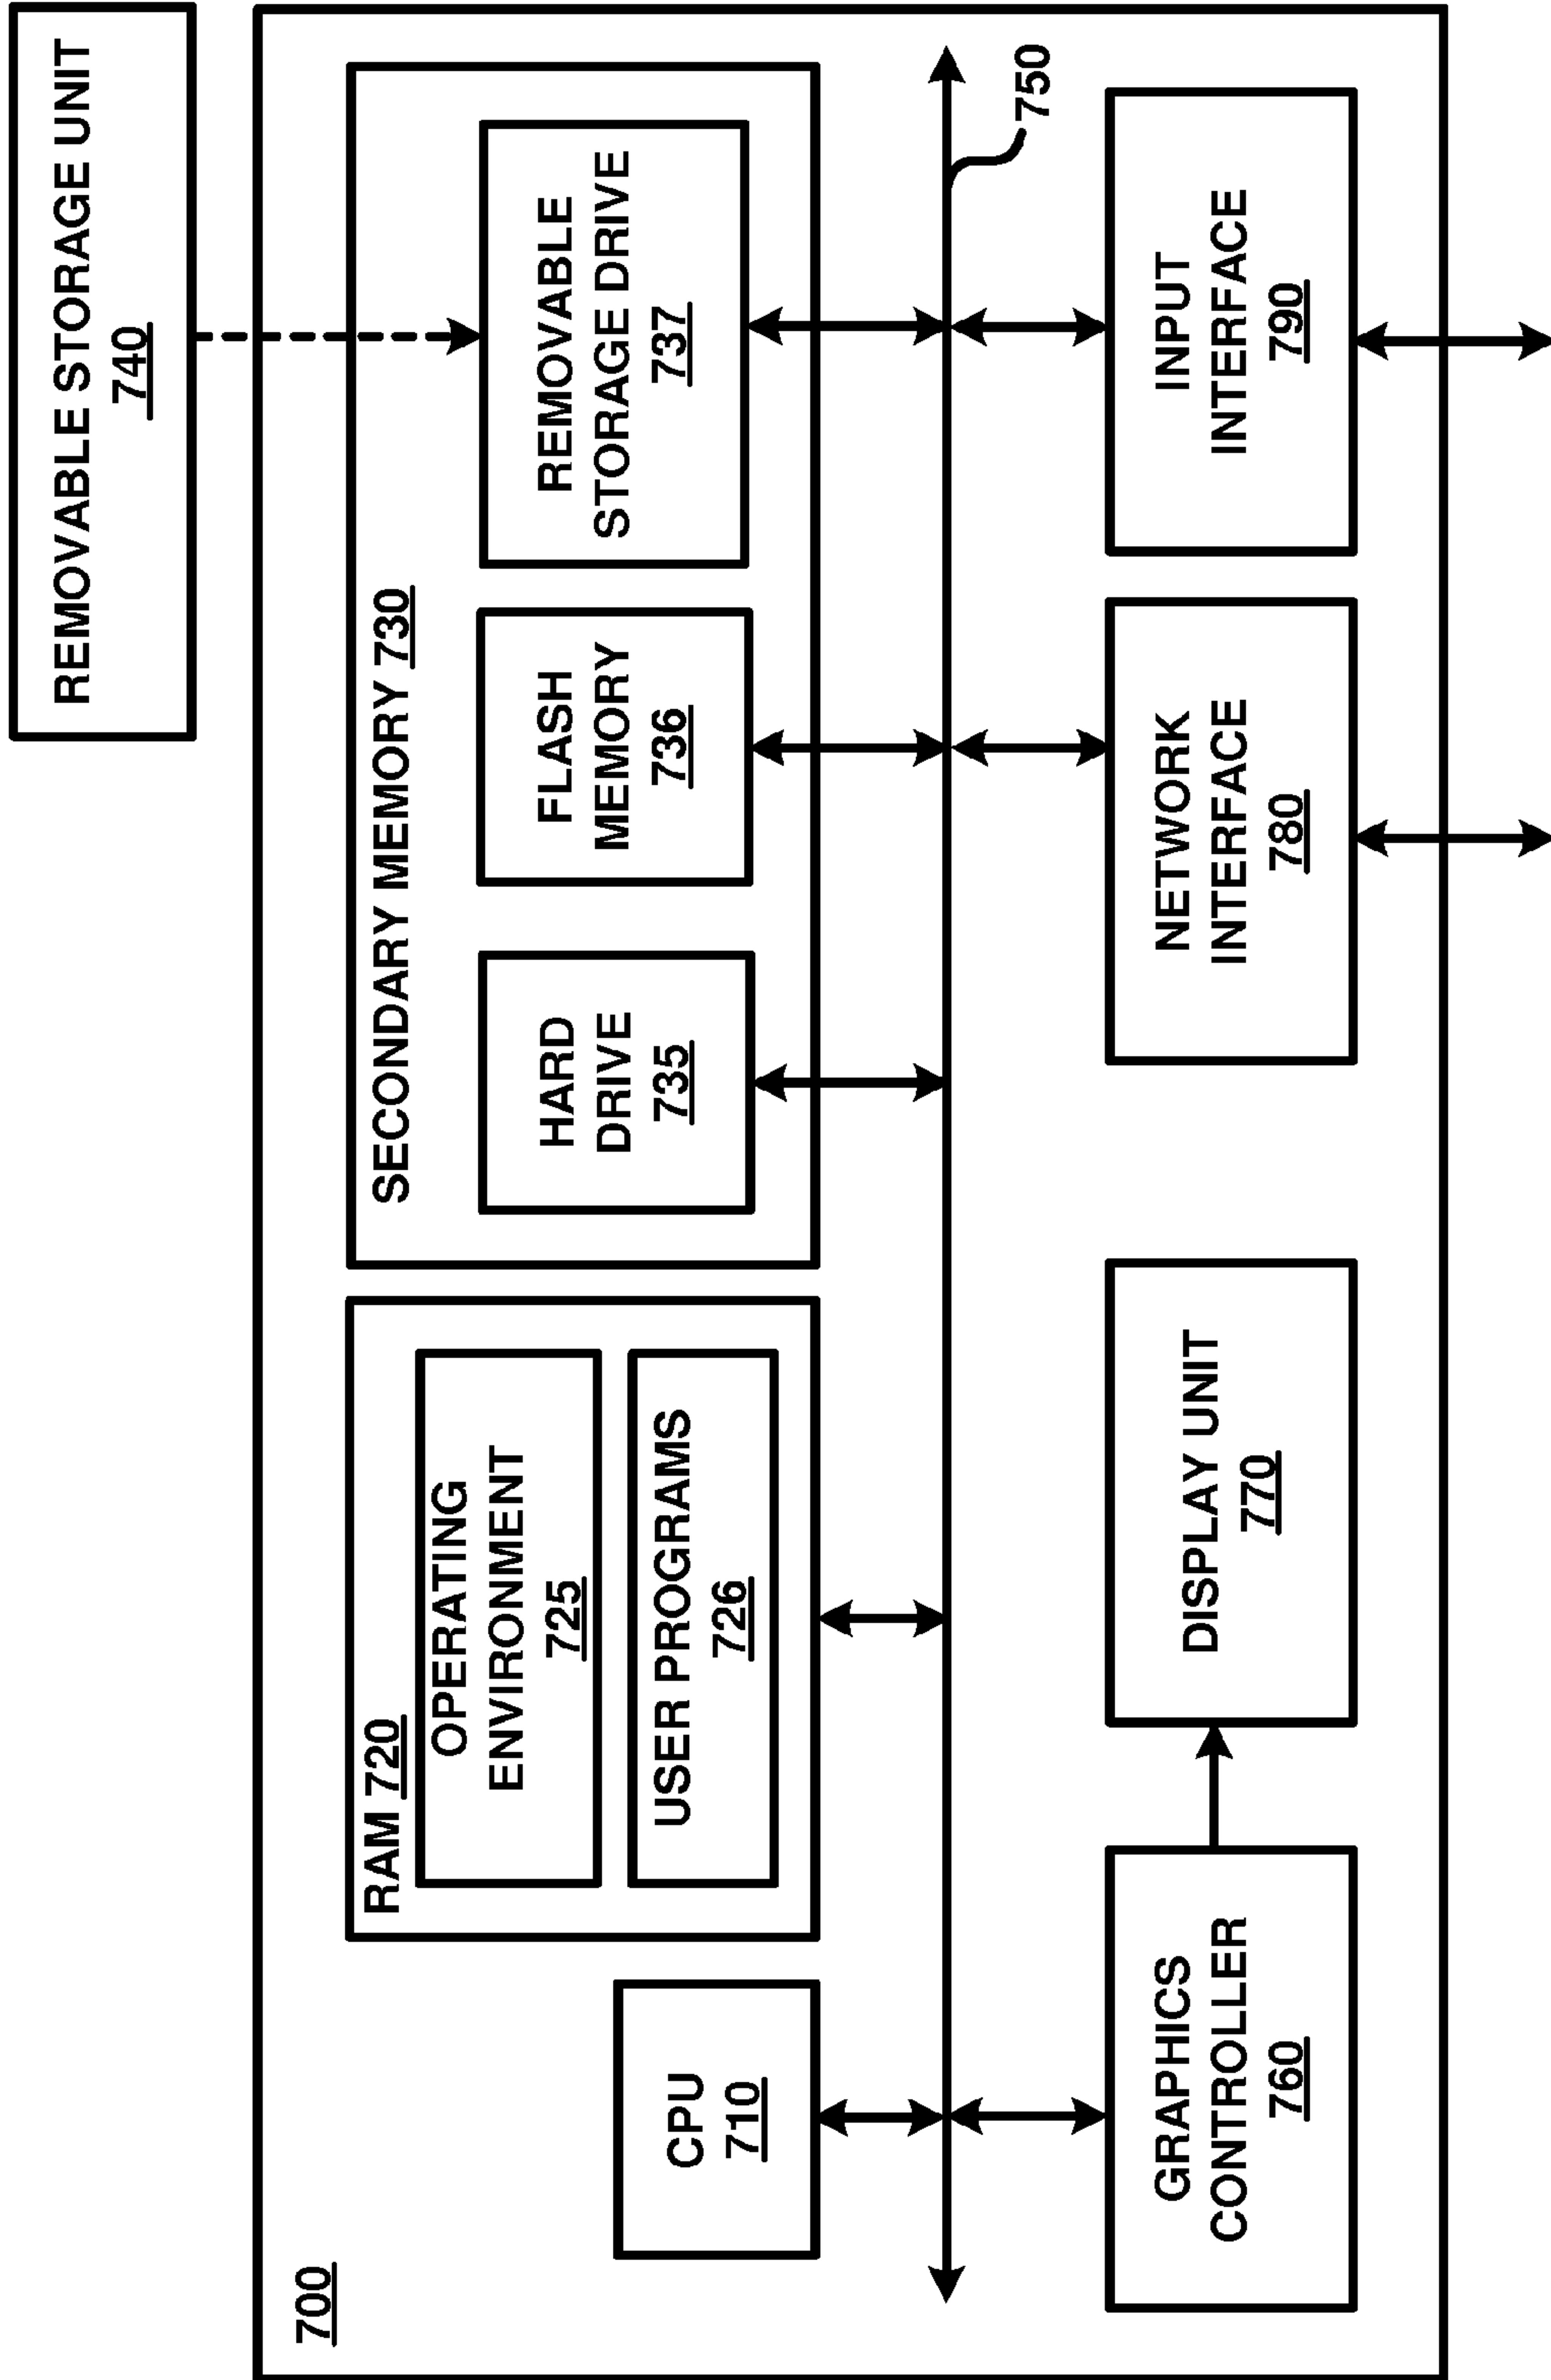 REMOVABLE STORAGE UNIT
740
700
RAM 720
OPERATING
ENVIRONMENT
725
USER PROGRAMS
726
SECONDARY MEMORY 730
HARD
DRIVE
735
FLASH
MEMORY
736
REMOVABLE
STORAGE DRIVE
737
CPU
710
750
GRAPHICS
CONTROLLER
760
DISPLAY UNIT
770
NETWORK
INTERFACE
780
INPUT
INTERFACE
790